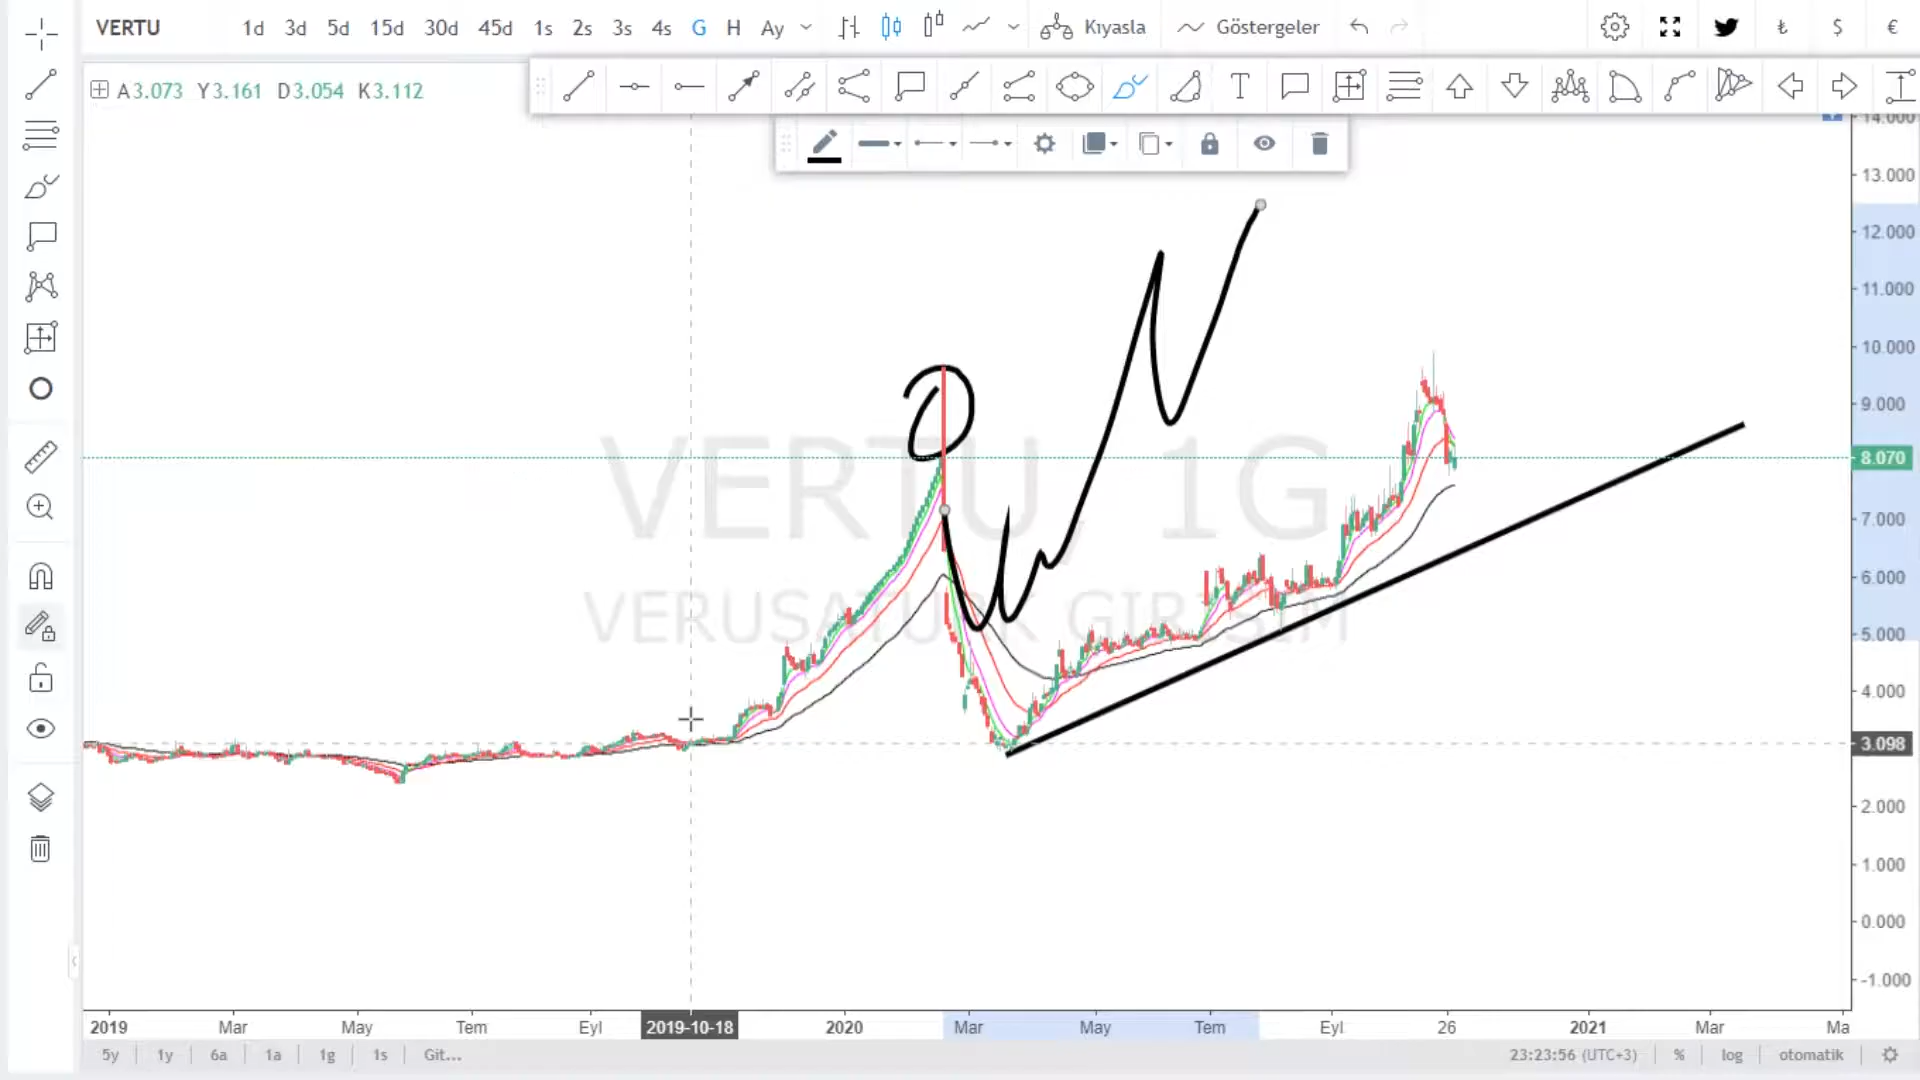 VERTU 1d 3d 5d 15d 30d 45d 1s 2s 3s 4s G H Ay Kıyasla Göstergeler ₺ $ €
A3.073 Y3.161 D3.054 K3.112
T
14.000
13.000
12.000
11.000
10.000
9.000
8.070
7.000
6.000
5.000
4.000
3.098
2.000
1.000
0.000
-1.000
VERTU, 1G
VERUSATURK GIRISIM
2019 Mar May Tem Eyl 2019-10-18 2020 Mar May Tem Eyl 26 2021 Mar Ma
5y 1y 6a 1a 1g 1s Git... 23:23:56 (UTC+3) % log otomatik